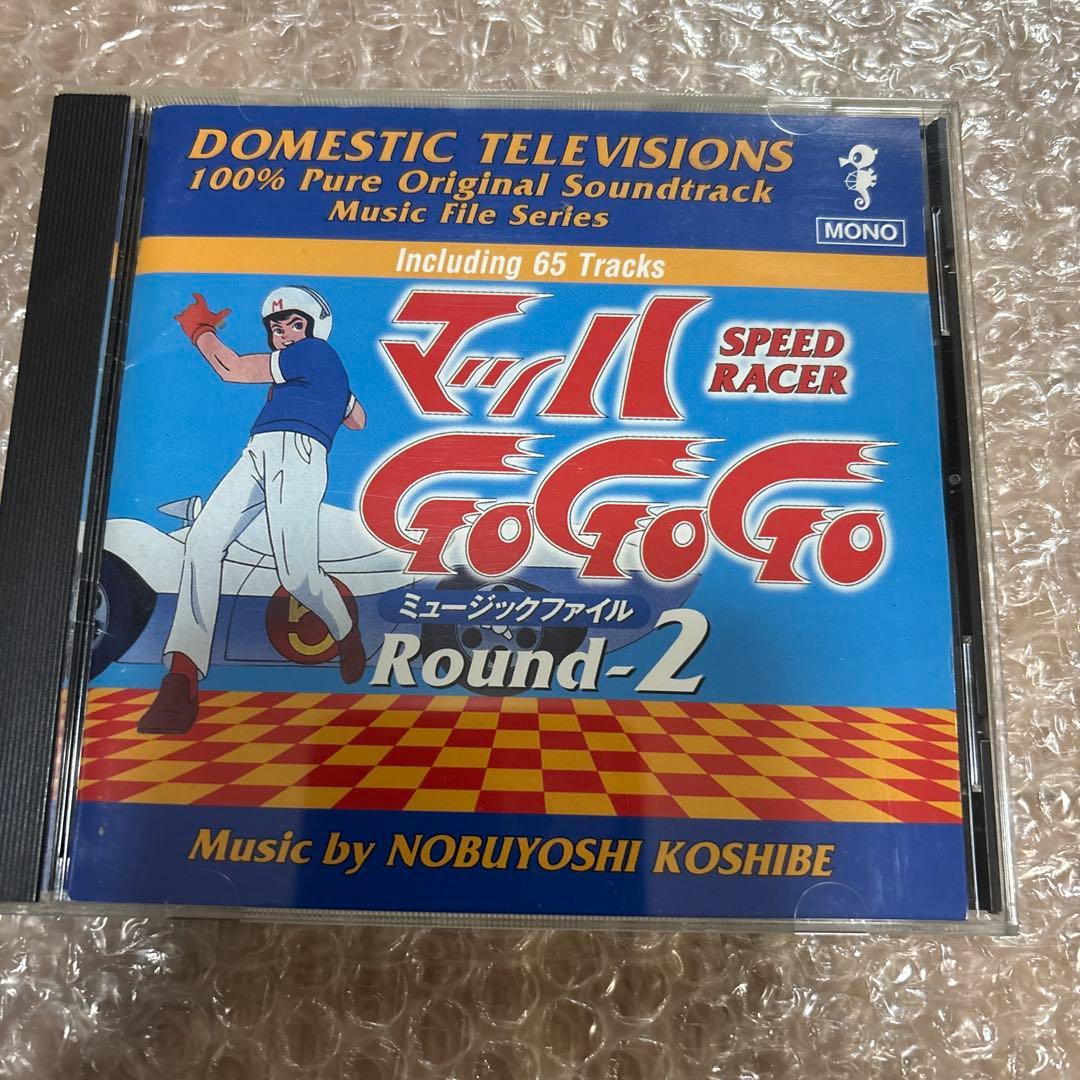 DOMESTIC TELEVISIONS
100% Pure Original Soundtrack
Music File Series
MONO
Including 65 Tracks
M
マッハ
SPEED
RACER
GoGoGo
5
ミュージックファイル
Round-2
Music by NOBUYOSHI KOSHIBE